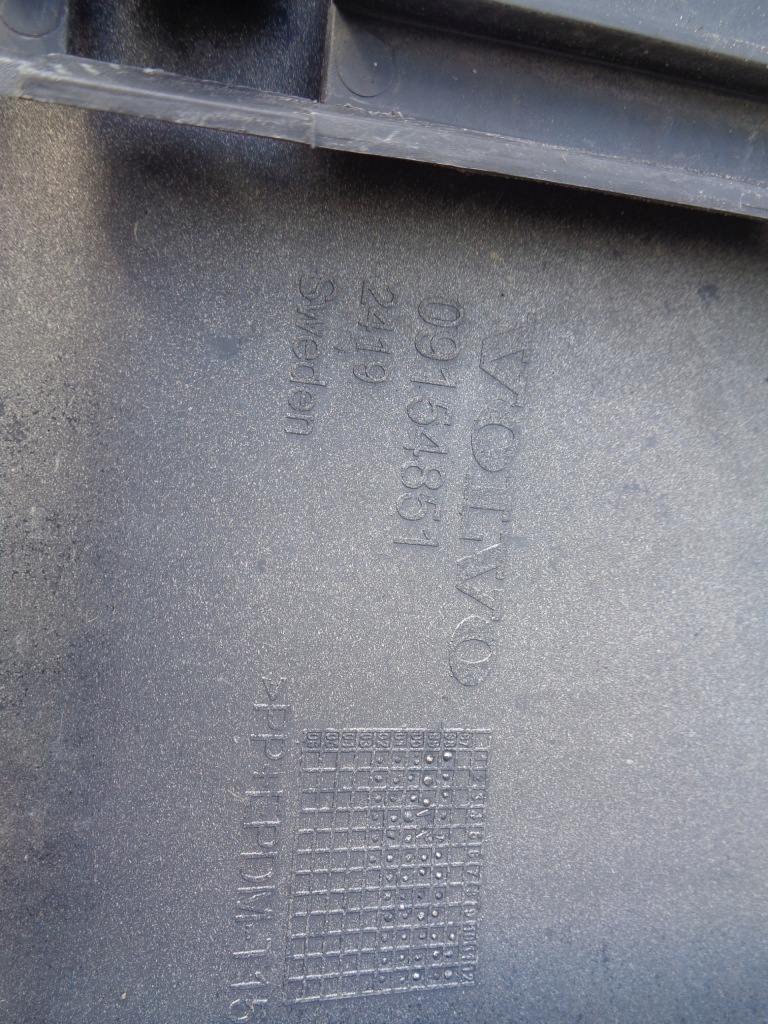 VOLVO
09154851
2419
Sweden
>PP+EPDM-T15